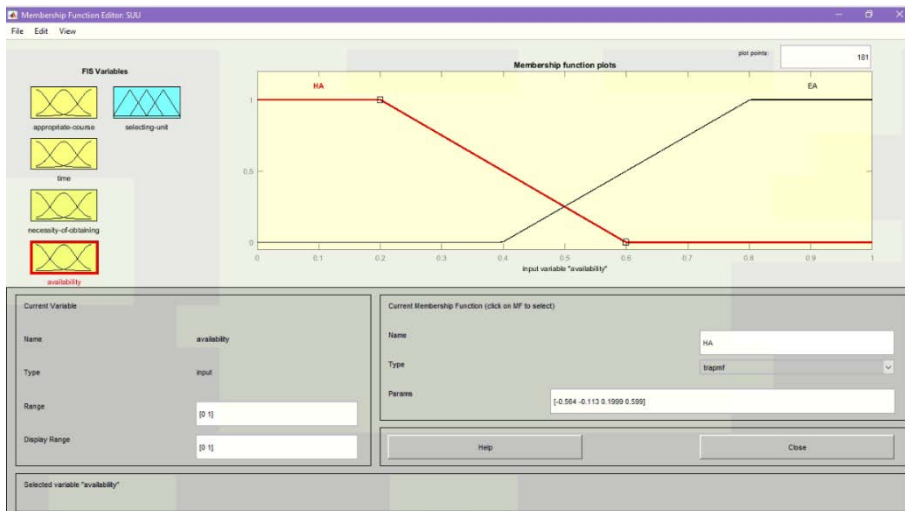 Membership Function Editor: SUU
File Edit View
plot points: 181
FIS Variables
Membership function plots
appropriate-course selecting-unit
time
necessity-of-obtaining
availability
HA EA
1
0.5
0
0 0.1 0.2 0.3 0.4 0.5 0.6 0.7 0.8 0.9 1
input variable "availability"
Current Variable
Name availability
Type input
Range [0 1]
Display Range [0 1]
Current Membership Function (click on MF to select)
Name HA
Type trapmf
Params [-0.564 -0.113 0.1999 0.599]
Help Close
Selected variable "availability"